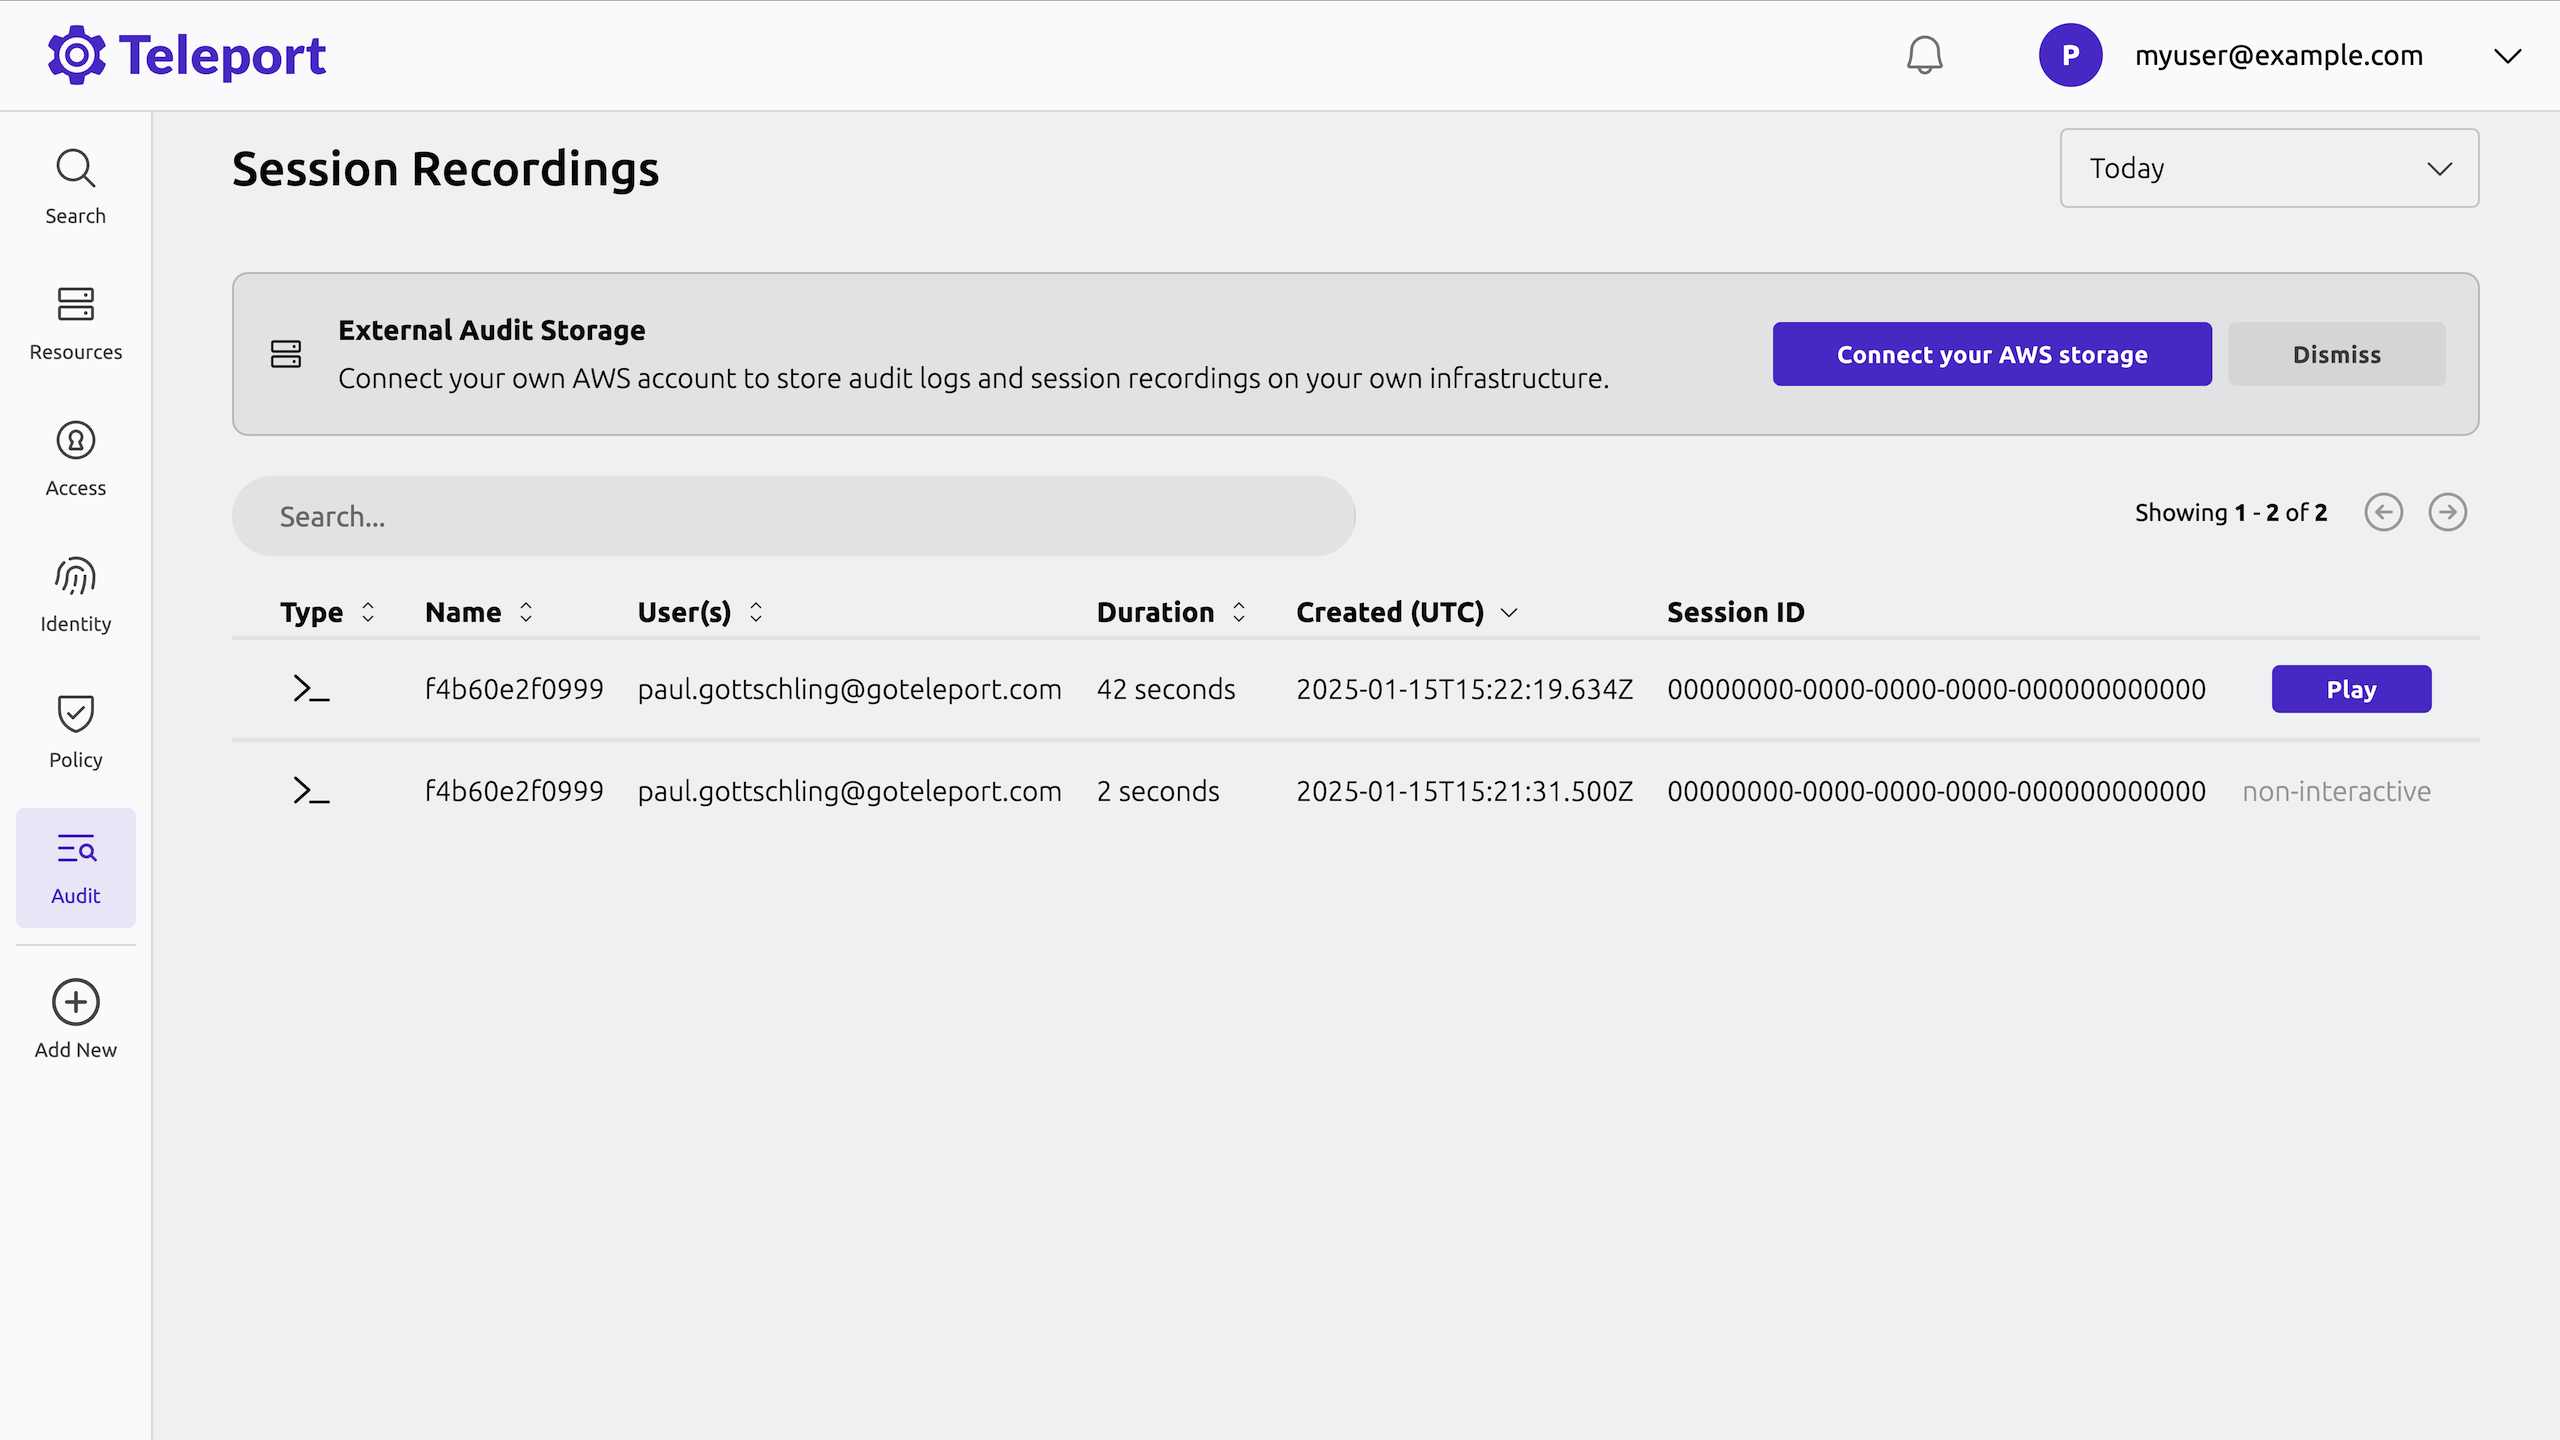 Teleport
P
myuser@example.com
Search
Resources
Access
Identity
Policy
Audit
Add New
Session Recordings
Today
External Audit Storage
Connect your own AWS account to store audit logs and session recordings on your own infrastructure.
Connect your AWS storage
Dismiss
Search...
Showing 1 - 2 of 2
Type Name User(s) Duration Created (UTC) Session ID
>_ f4b60e2f0999 paul.gottschling@goteleport.com 42 seconds 2025-01-15T15:22:19.634Z 00000000-0000-0000-0000-000000000000 Play
>_ f4b60e2f0999 paul.gottschling@goteleport.com 2 seconds 2025-01-15T15:21:31.500Z 00000000-0000-0000-0000-000000000000 non-interactive